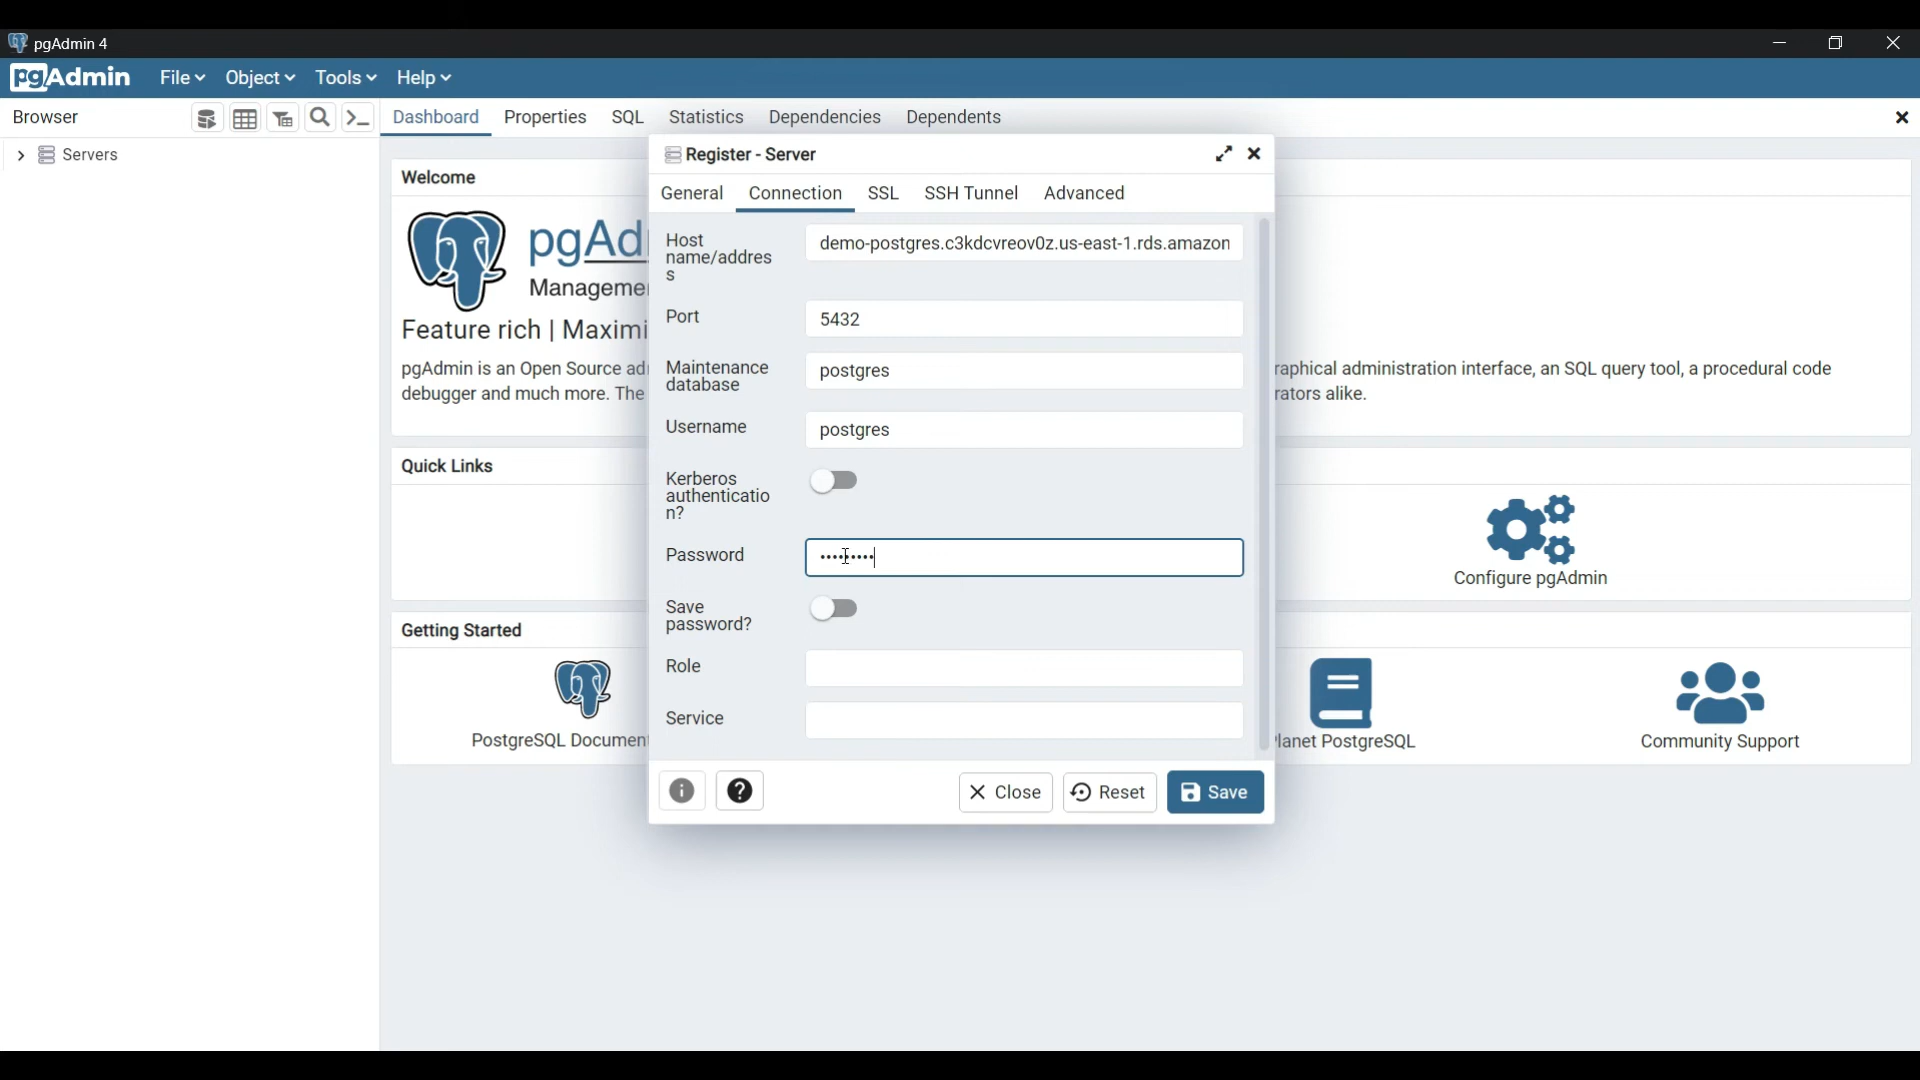 pgAdmin 4
pgAdmin
File Object Tools Help
Browser
Dashboard Properties SQL Statistics Dependencies Dependents
Servers
Welcome
pgAd
Manageme
Feature rich | Maximi
pgAdmin is an Open Source ad
debugger and much more. The
raphical administration interface, an SQL query tool, a procedural code
rators alike.
Quick Links
Configure pgAdmin
Getting Started
PostgreSQL Document
lanet PostgreSQL
Community Support
Register - Server
General Connection SSL SSH Tunnel Advanced
Host
name/addres
s
demo-postgres.c3kdcvreov0z.us-east-1.rds.amazon
Port
5432
Maintenance
database
postgres
Username
postgres
Kerberos
authenticatio
n?
Password
Save
password?
Role
Service
Close Reset Save